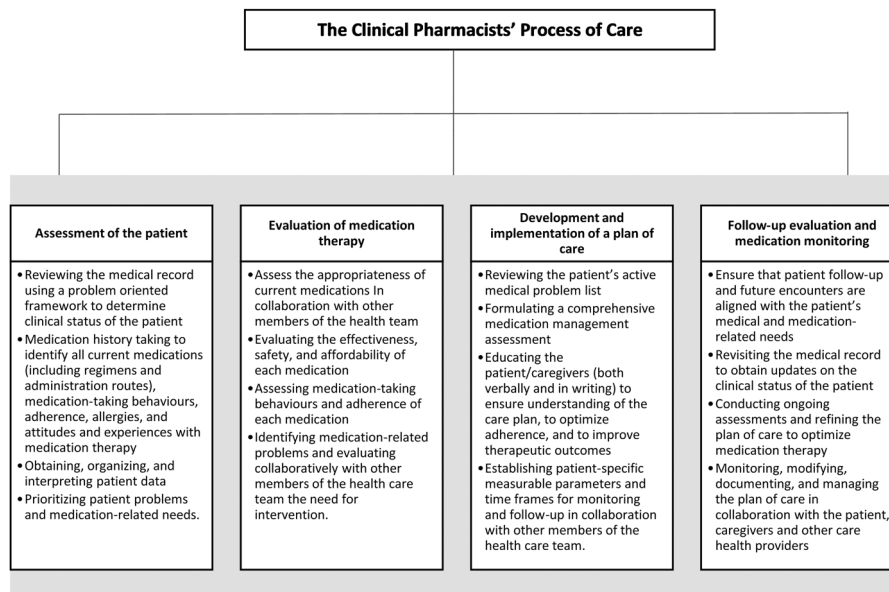 The Clinical Pharmacists' Process of Care
Assessment of the patient
•Reviewing the medical record
using a problem oriented
framework to determine
clinical status of the patient
•Medication history taking to
identify all current medications
(including regimens and
administration routes),
medication-taking behaviours,
adherence, allergies, and
attitudes and experiences with
medication therapy
•Obtaining, organizing, and
interpreting patient data
•Prioritizing patient problems
and medication-related needs.
Evaluation of medication
therapy
•Assess the appropriateness of
current medications In
collaboration with other
members of the health team
•Evaluating the effectiveness,
safety, and affordability of
each medication
•Assessing medication-taking
behaviours and adherence of
each medication
•Identifying medication-related
problems and evaluating
collaboratively with other
members of the health care
team the need for
intervention.
Development and
implementation of a plan of
care
•Reviewing the patient's active
medical problem list
•Formulating a comprehensive
medication management
assessment
•Educating the
patient/caregivers (both
verbally and in writing) to
ensure understanding of the
care plan, to optimize
adherence, and to improve
therapeutic outcomes
•Establishing patient-specific
measurable parameters and
time frames for monitoring
and follow-up in collaboration
with other members of the
health care team.
Follow-up evaluation and
medication monitoring
•Ensure that patient follow-up
and future encounters are
aligned with the patient's
medical and medication-
related needs
•Revisiting the medical record
to obtain updates on the
clinical status of the patient
•Conducting ongoing
assessments and refining the
plan of care to optimize
medication therapy
•Monitoring, modifying,
documenting, and managing
the plan of care in
collaboration with the patient,
caregivers and other care
health providers